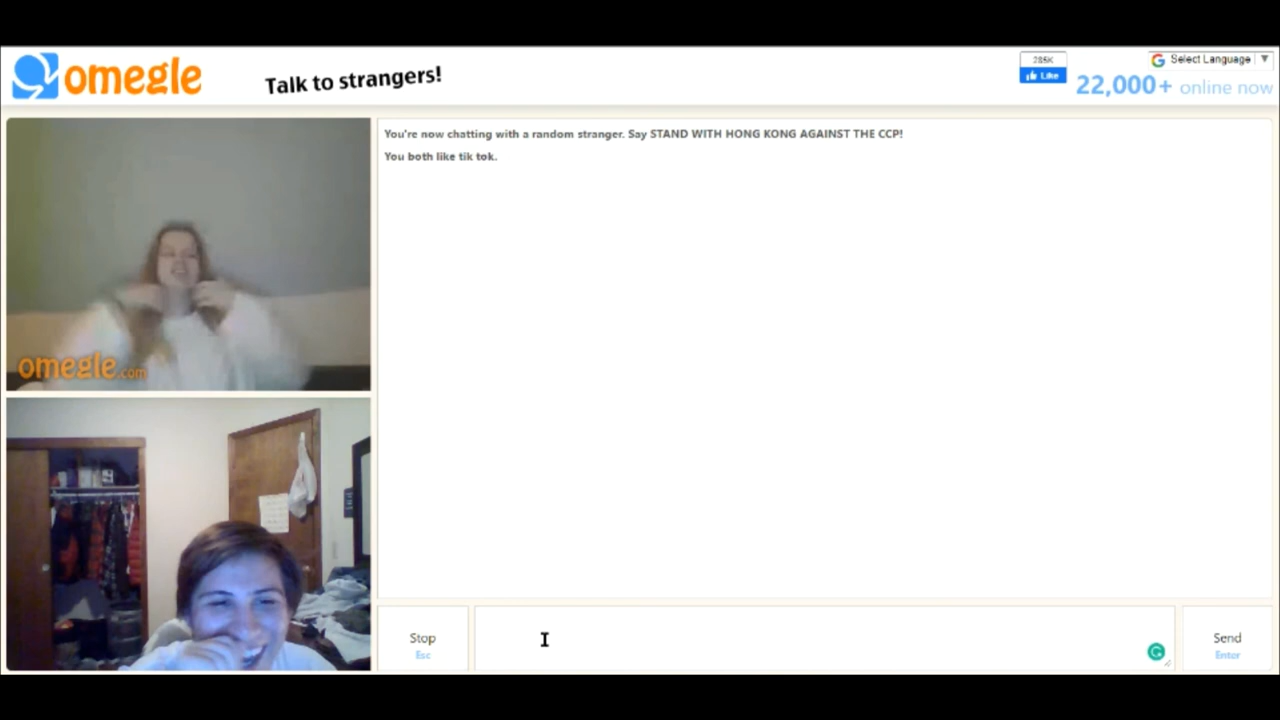 omegle
Talk to strangers!
285K
Like
Select Language ▼
22,000+ online now
You're now chatting with a random stranger. Say STAND WITH HONG KONG AGAINST THE CCP!
You both like tik tok.
omegle.com
Stop
Esc
Send
Enter